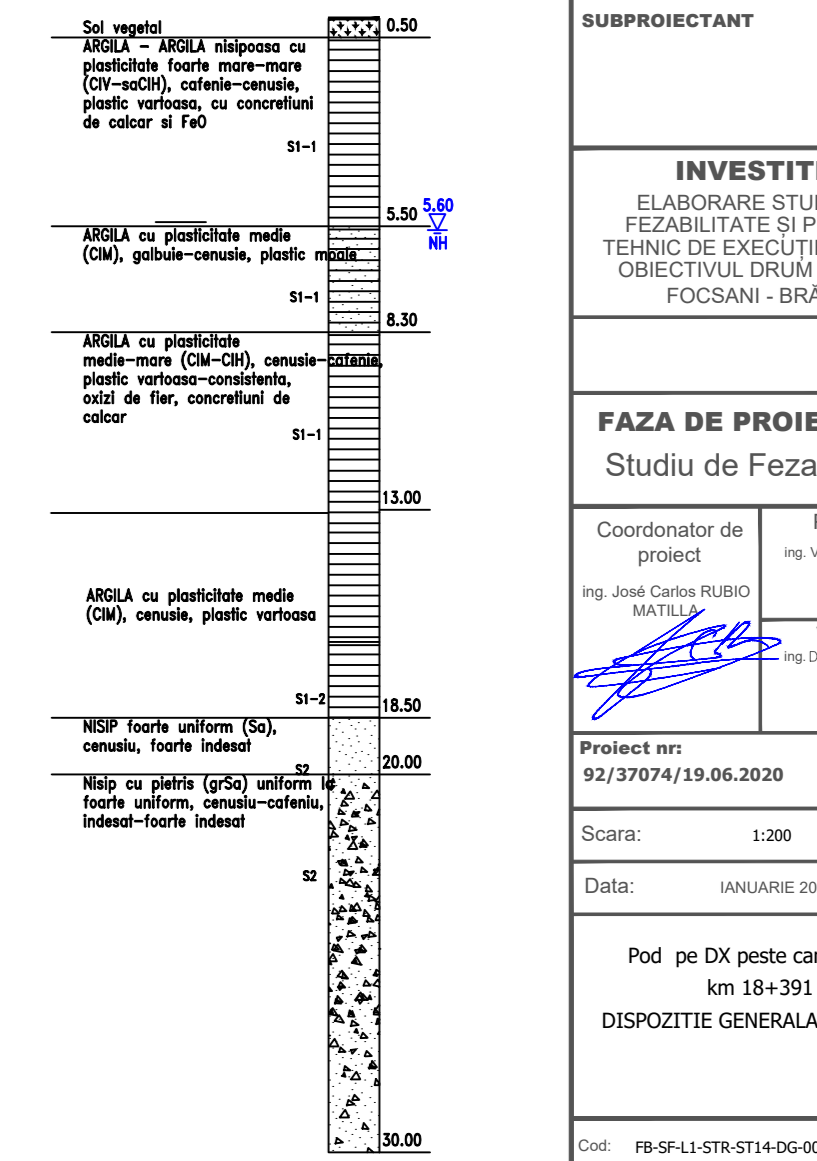 Sol vegetal
0.50
ARGILA – ARGILA nisipoasa cu
plasticitate foarte mare-mare
(CIV-saCIH), cafenie-cenusie,
plastic vartoasa, cu concretiuni
de calcar si FeO
S1-1
5.50
5.60
NH
ARGILA cu plasticitate medie
(CIM), galbuie-cenusie, plastic moale
S1-1
8.30
ARGILA cu plasticitate
medie-mare (CIM-CIH), cenusie-cafenie,
plastic vartoasa-consistenta,
oxizi de fier, concretiuni de
calcar
S1-1
13.00
ARGILA cu plasticitate medie
(CIM), cenusie, plastic vartoasa
S1-2
18.50
NISIP foarte uniform (Sa),
cenusiu, foarte indesat
S2
20.00
Nisip cu pietris (grSa) uniform la
foarte uniform, cenusiu-cafeniu,
indesat-foarte indesat
S2
30.00
SUBPROIECTANT
INVESTIT
ELABORARE STU
FEZABILITATE ȘI P
TEHNIC DE EXECUȚI
OBIECTIVUL DRUM
FOCSANI - BRĂ
FAZA DE PROIE
Studiu de Feza
Coordonator de
proiect
ing. José Carlos RUBIO
MATILLA
ing. V
ing. D
Proiect nr:
92/37074/19.06.2020
Scara: 1:200
Data: IANUARIE 20
Pod pe DX peste car
km 18+391
DISPOZITIE GENERALA
Cod: FB-SF-L1-STR-ST14-DG-00